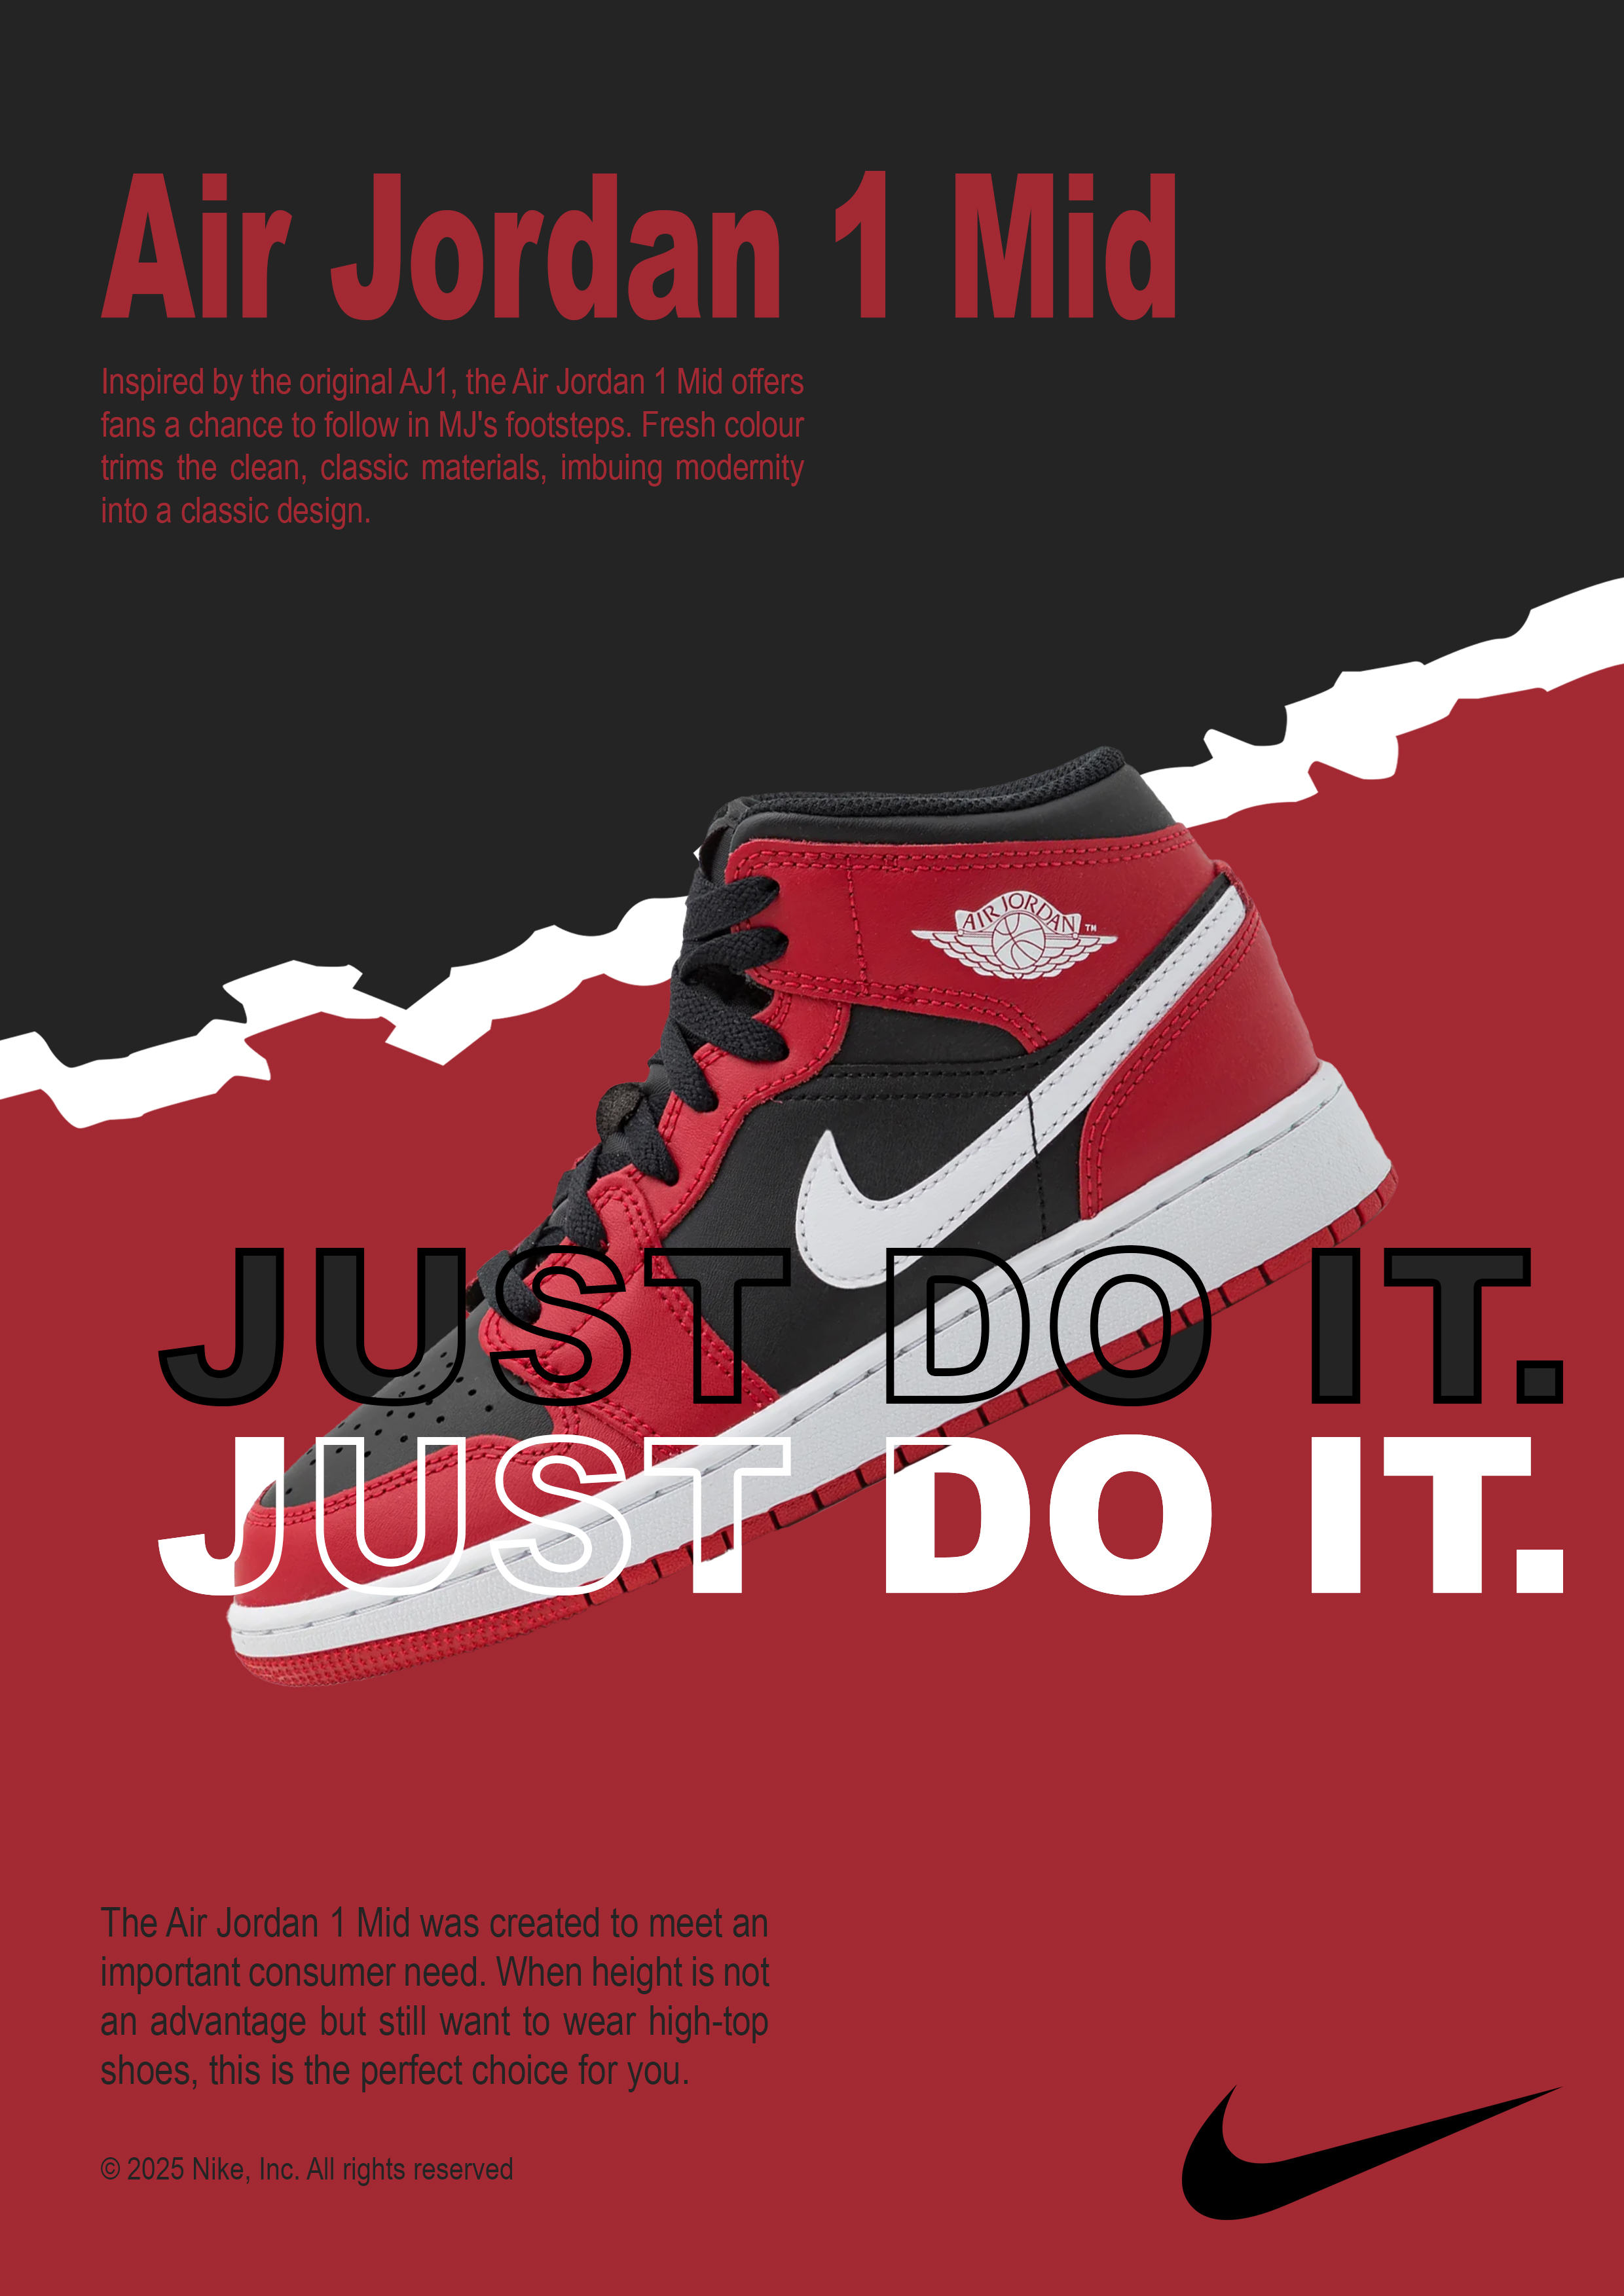 Air Jordan 1 Mid
Inspired by the original AJ1, the Air Jordan 1 Mid offers
fans a chance to follow in MJ's footsteps. Fresh colour
trims the clean, classic materials, imbuing modernity
into a classic design.
AIR JORDAN ™
JUST DO IT.
JUST DO IT.
The Air Jordan 1 Mid was created to meet an
important consumer need. When height is not
an advantage but still want to wear high-top
shoes, this is the perfect choice for you.
© 2025 Nike, Inc. All rights reserved